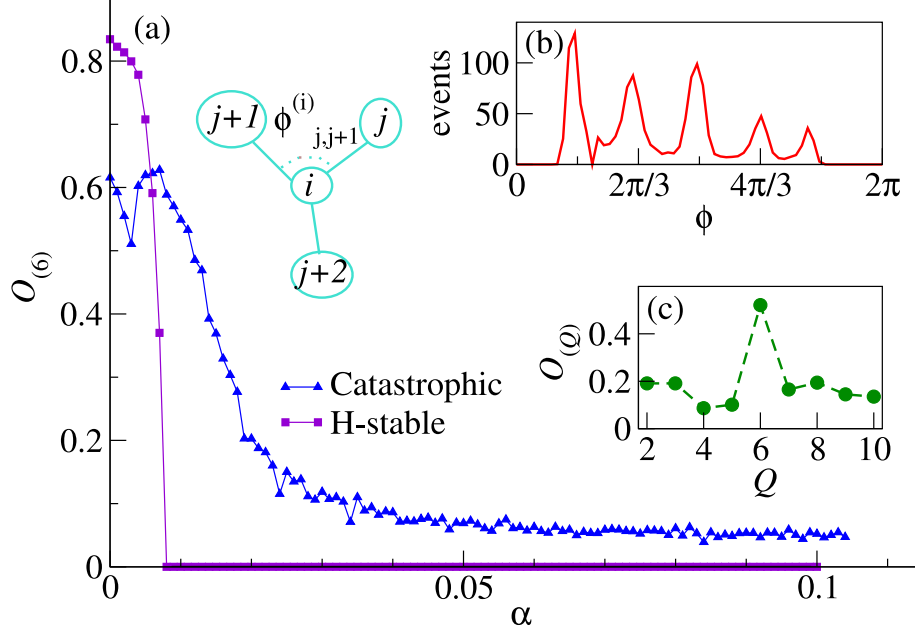 (a)
0.8
0.6
0.4
0.2
0
O(6)
0
0.05
0.1
α
j+1
ϕ(i)
j,j+1
j
i
j+2
Catastrophic
H-stable
(b)
100
50
0
events
0
2π/3
4π/3
2π
ϕ
(c)
0.4
0.2
0
O(Q)
2
4
6
8
10
Q